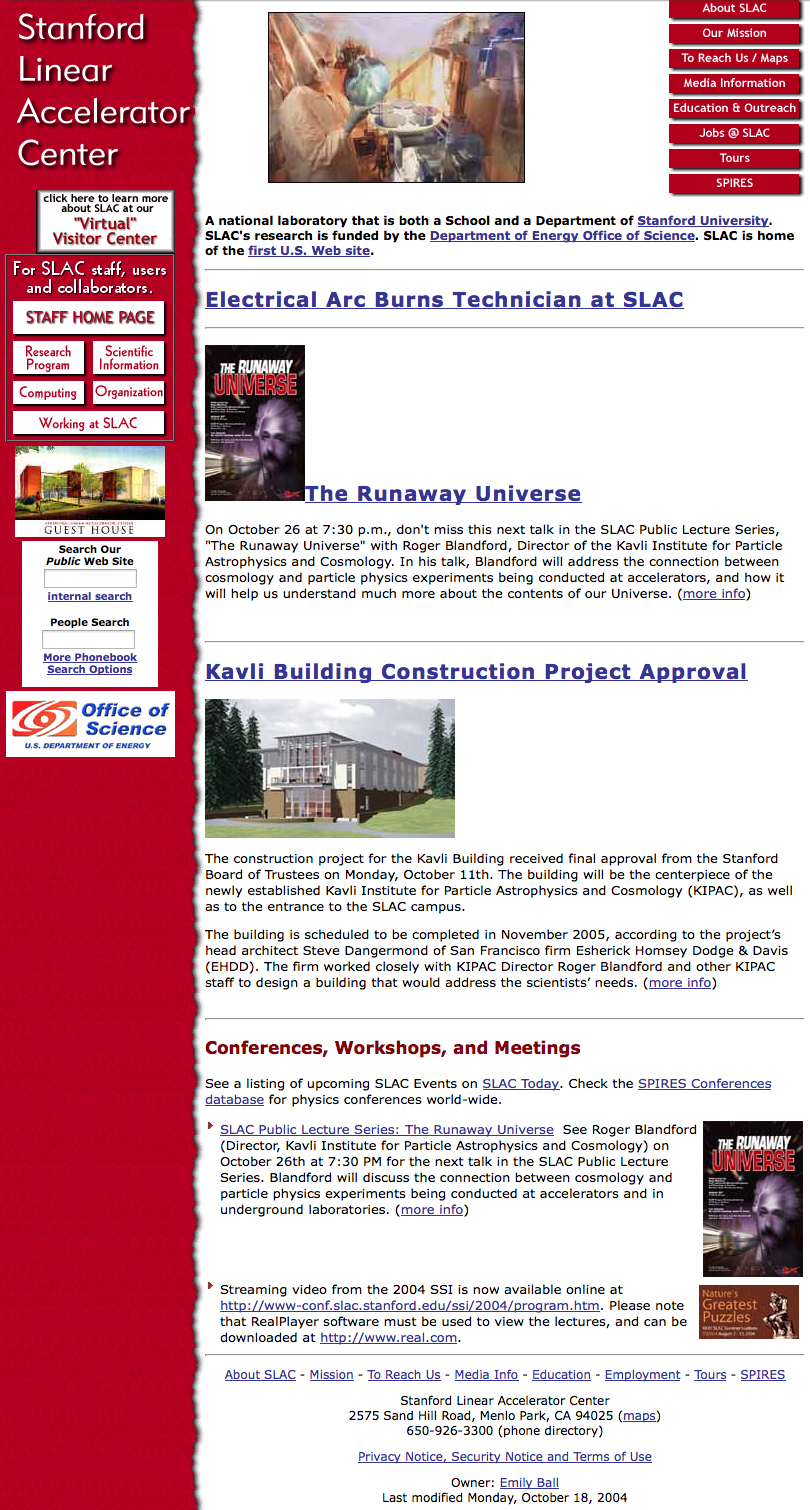 Stanford
Linear
Accelerator
Center
click here to learn more
about SLAC at our
"Virtual"
Visitor Center
For SLAC staff, users
and collaborators.
STAFF HOME PAGE
Research
Program
Scientific
Information
Computing
Organization
Working at SLAC
GUEST HOUSE
Search Our
Public Web Site
internal search
People Search
More Phonebook
Search Options
Office of
Science
U.S. DEPARTMENT OF ENERGY
About SLAC
Our Mission
To Reach Us / Maps
Media Information
Education & Outreach
Jobs @ SLAC
Tours
SPIRES
A national laboratory that is both a School and a Department of Stanford University.
SLAC's research is funded by the Department of Energy Office of Science. SLAC is home
of the first U.S. Web site.
Electrical Arc Burns Technician at SLAC
THE RUNAWAY
UNIVERSE
The Runaway Universe
On October 26 at 7:30 p.m., don't miss this next talk in the SLAC Public Lecture Series,
"The Runaway Universe" with Roger Blandford, Director of the Kavli Institute for Particle
Astrophysics and Cosmology. In his talk, Blandford will address the connection between
cosmology and particle physics experiments being conducted at accelerators, and how it
will help us understand much more about the contents of our Universe. (more info)
Kavli Building Construction Project Approval
The construction project for the Kavli Building received final approval from the Stanford
Board of Trustees on Monday, October 11th. The building will be the centerpiece of the
newly established Kavli Institute for Particle Astrophysics and Cosmology (KIPAC), as well
as to the entrance to the SLAC campus.
The building is scheduled to be completed in November 2005, according to the project’s
head architect Steve Dangermond of San Francisco firm Esherick Homsey Dodge & Davis
(EHDD). The firm worked closely with KIPAC Director Roger Blandford and other KIPAC
staff to design a building that would address the scientists’ needs. (more info)
Conferences, Workshops, and Meetings
See a listing of upcoming SLAC Events on SLAC Today. Check the SPIRES Conferences
database for physics conferences world-wide.
SLAC Public Lecture Series: The Runaway Universe See Roger Blandford
(Director, Kavli Institute for Particle Astrophysics and Cosmology) on
October 26th at 7:30 PM for the next talk in the SLAC Public Lecture
Series. Blandford will discuss the connection between cosmology and
particle physics experiments being conducted at accelerators and in
underground laboratories. (more info)
THE RUNAWAY
UNIVERSE
Streaming video from the 2004 SSI is now available online at
http://www-conf.slac.stanford.edu/ssi/2004/program.htm. Please note
that RealPlayer software must be used to view the lectures, and can be
downloaded at http://www.real.com.
Nature's
Greatest
Puzzles
About SLAC - Mission - To Reach Us - Media Info - Education - Employment - Tours - SPIRES
Stanford Linear Accelerator Center
2575 Sand Hill Road, Menlo Park, CA 94025 (maps)
650-926-3300 (phone directory)
Privacy Notice, Security Notice and Terms of Use
Owner: Emily Ball
Last modified Monday, October 18, 2004